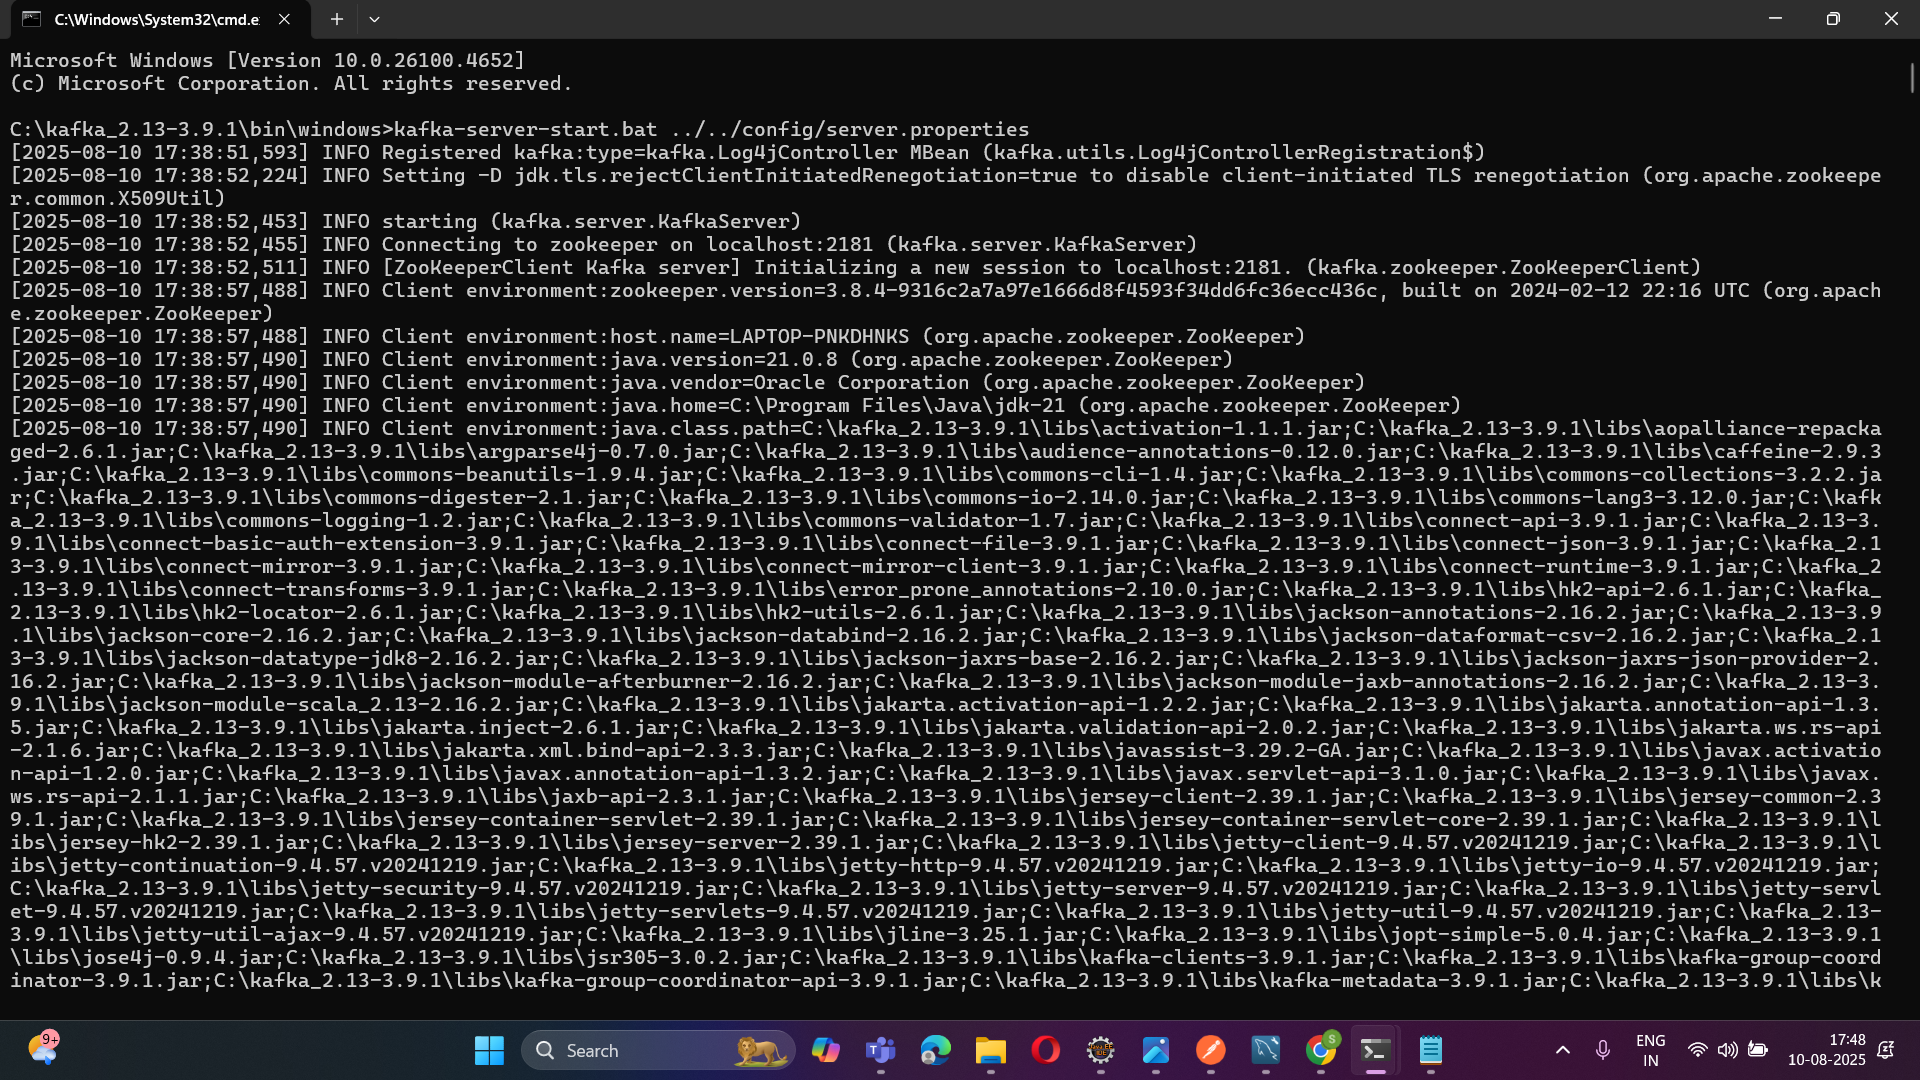 C:\Windows\System32\cmd.e
Microsoft Windows [Version 10.0.26100.4652]
(c) Microsoft Corporation. All rights reserved.
C:\kafka_2.13-3.9.1\bin\windows>kafka-server-start.bat ../../config/server.properties
[2025-08-10 17:38:51,593] INFO Registered kafka:type=kafka.Log4jController MBean (kafka.utils.Log4jControllerRegistration$)
[2025-08-10 17:38:52,224] INFO Setting -D jdk.tls.rejectClientInitiatedRenegotiation=true to disable client-initiated TLS renegotiation (org.apache.zookeepe
r.common.X509Util)
[2025-08-10 17:38:52,453] INFO starting (kafka.server.KafkaServer)
[2025-08-10 17:38:52,455] INFO Connecting to zookeeper on localhost:2181 (kafka.server.KafkaServer)
[2025-08-10 17:38:52,511] INFO [ZooKeeperClient Kafka server] Initializing a new session to localhost:2181. (kafka.zookeeper.ZooKeeperClient)
[2025-08-10 17:38:57,488] INFO Client environment:zookeeper.version=3.8.4-9316c2a7a97e1666d8f4593f34dd6fc36ecc436c, built on 2024-02-12 22:16 UTC (org.apach
e.zookeeper.ZooKeeper)
[2025-08-10 17:38:57,488] INFO Client environment:host.name=LAPTOP-PNKDHNKS (org.apache.zookeeper.ZooKeeper)
[2025-08-10 17:38:57,490] INFO Client environment:java.version=21.0.8 (org.apache.zookeeper.ZooKeeper)
[2025-08-10 17:38:57,490] INFO Client environment:java.vendor=Oracle Corporation (org.apache.zookeeper.ZooKeeper)
[2025-08-10 17:38:57,490] INFO Client environment:java.home=C:\Program Files\Java\jdk-21 (org.apache.zookeeper.ZooKeeper)
[2025-08-10 17:38:57,490] INFO Client environment:java.class.path=C:\kafka_2.13-3.9.1\libs\activation-1.1.1.jar;C:\kafka_2.13-3.9.1\libs\aopalliance-repacka
ged-2.6.1.jar;C:\kafka_2.13-3.9.1\libs\argparse4j-0.7.0.jar;C:\kafka_2.13-3.9.1\libs\audience-annotations-0.12.0.jar;C:\kafka_2.13-3.9.1\libs\caffeine-2.9.3
.jar;C:\kafka_2.13-3.9.1\libs\commons-beanutils-1.9.4.jar;C:\kafka_2.13-3.9.1\libs\commons-cli-1.4.jar;C:\kafka_2.13-3.9.1\libs\commons-collections-3.2.2.ja
r;C:\kafka_2.13-3.9.1\libs\commons-digester-2.1.jar;C:\kafka_2.13-3.9.1\libs\commons-io-2.14.0.jar;C:\kafka_2.13-3.9.1\libs\commons-lang3-3.12.0.jar;C:\kafk
a_2.13-3.9.1\libs\commons-logging-1.2.jar;C:\kafka_2.13-3.9.1\libs\commons-validator-1.7.jar;C:\kafka_2.13-3.9.1\libs\connect-api-3.9.1.jar;C:\kafka_2.13-3.
9.1\libs\connect-basic-auth-extension-3.9.1.jar;C:\kafka_2.13-3.9.1\libs\connect-file-3.9.1.jar;C:\kafka_2.13-3.9.1\libs\connect-json-3.9.1.jar;C:\kafka_2.1
3-3.9.1\libs\connect-mirror-3.9.1.jar;C:\kafka_2.13-3.9.1\libs\connect-mirror-client-3.9.1.jar;C:\kafka_2.13-3.9.1\libs\connect-runtime-3.9.1.jar;C:\kafka_2
.13-3.9.1\libs\connect-transforms-3.9.1.jar;C:\kafka_2.13-3.9.1\libs\error_prone_annotations-2.10.0.jar;C:\kafka_2.13-3.9.1\libs\hk2-api-2.6.1.jar;C:\kafka_
2.13-3.9.1\libs\hk2-locator-2.6.1.jar;C:\kafka_2.13-3.9.1\libs\hk2-utils-2.6.1.jar;C:\kafka_2.13-3.9.1\libs\jackson-annotations-2.16.2.jar;C:\kafka_2.13-3.9
.1\libs\jackson-core-2.16.2.jar;C:\kafka_2.13-3.9.1\libs\jackson-databind-2.16.2.jar;C:\kafka_2.13-3.9.1\libs\jackson-dataformat-csv-2.16.2.jar;C:\kafka_2.1
3-3.9.1\libs\jackson-datatype-jdk8-2.16.2.jar;C:\kafka_2.13-3.9.1\libs\jackson-jaxrs-base-2.16.2.jar;C:\kafka_2.13-3.9.1\libs\jackson-jaxrs-json-provider-2.
16.2.jar;C:\kafka_2.13-3.9.1\libs\jackson-module-afterburner-2.16.2.jar;C:\kafka_2.13-3.9.1\libs\jackson-module-jaxb-annotations-2.16.2.jar;C:\kafka_2.13-3.
9.1\libs\jackson-module-scala_2.13-2.16.2.jar;C:\kafka_2.13-3.9.1\libs\jakarta.activation-api-1.2.2.jar;C:\kafka_2.13-3.9.1\libs\jakarta.annotation-api-1.3.
5.jar;C:\kafka_2.13-3.9.1\libs\jakarta.inject-2.6.1.jar;C:\kafka_2.13-3.9.1\libs\jakarta.validation-api-2.0.2.jar;C:\kafka_2.13-3.9.1\libs\jakarta.ws.rs-api
-2.1.6.jar;C:\kafka_2.13-3.9.1\libs\jakarta.xml.bind-api-2.3.3.jar;C:\kafka_2.13-3.9.1\libs\javassist-3.29.2-GA.jar;C:\kafka_2.13-3.9.1\libs\javax.activatio
n-api-1.2.0.jar;C:\kafka_2.13-3.9.1\libs\javax.annotation-api-1.3.2.jar;C:\kafka_2.13-3.9.1\libs\javax.servlet-api-3.1.0.jar;C:\kafka_2.13-3.9.1\libs\javax.
ws.rs-api-2.1.1.jar;C:\kafka_2.13-3.9.1\libs\jaxb-api-2.3.1.jar;C:\kafka_2.13-3.9.1\libs\jersey-client-2.39.1.jar;C:\kafka_2.13-3.9.1\libs\jersey-common-2.3
9.1.jar;C:\kafka_2.13-3.9.1\libs\jersey-container-servlet-2.39.1.jar;C:\kafka_2.13-3.9.1\libs\jersey-container-servlet-core-2.39.1.jar;C:\kafka_2.13-3.9.1\l
ibs\jersey-hk2-2.39.1.jar;C:\kafka_2.13-3.9.1\libs\jersey-server-2.39.1.jar;C:\kafka_2.13-3.9.1\libs\jetty-client-9.4.57.v20241219.jar;C:\kafka_2.13-3.9.1\l
ibs\jetty-continuation-9.4.57.v20241219.jar;C:\kafka_2.13-3.9.1\libs\jetty-http-9.4.57.v20241219.jar;C:\kafka_2.13-3.9.1\libs\jetty-io-9.4.57.v20241219.jar;
C:\kafka_2.13-3.9.1\libs\jetty-security-9.4.57.v20241219.jar;C:\kafka_2.13-3.9.1\libs\jetty-server-9.4.57.v20241219.jar;C:\kafka_2.13-3.9.1\libs\jetty-servl
et-9.4.57.v20241219.jar;C:\kafka_2.13-3.9.1\libs\jetty-servlets-9.4.57.v20241219.jar;C:\kafka_2.13-3.9.1\libs\jetty-util-9.4.57.v20241219.jar;C:\kafka_2.13-
3.9.1\libs\jetty-util-ajax-9.4.57.v20241219.jar;C:\kafka_2.13-3.9.1\libs\jline-3.25.1.jar;C:\kafka_2.13-3.9.1\libs\jopt-simple-5.0.4.jar;C:\kafka_2.13-3.9.1
\libs\jose4j-0.9.4.jar;C:\kafka_2.13-3.9.1\libs\jsr305-3.0.2.jar;C:\kafka_2.13-3.9.1\libs\kafka-clients-3.9.1.jar;C:\kafka_2.13-3.9.1\libs\kafka-group-coord
inator-3.9.1.jar;C:\kafka_2.13-3.9.1\libs\kafka-group-coordinator-api-3.9.1.jar;C:\kafka_2.13-3.9.1\libs\kafka-metadata-3.9.1.jar;C:\kafka_2.13-3.9.1\libs\k
9+
Search
S
ENG
IN
17:48
10-08-2025